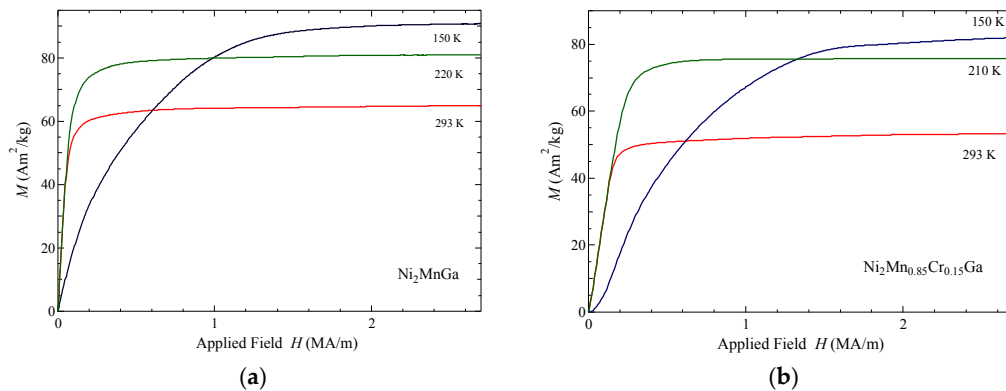 150 K
220 K
293 K
80
60
40
20
0
M (Am²/kg)
0
1
2
Applied Field H (MA/m)
Ni₂MnGa
(a)
150 K
210 K
293 K
80
60
40
20
0
M (Am²/kg)
0
1
2
Applied Field H (MA/m)
Ni₂Mn₀.₈₅Cr₀.₁₅Ga
(b)